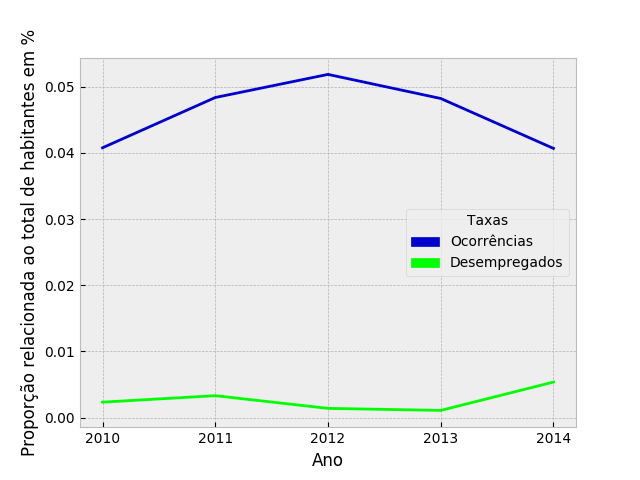 Proporção relacionada ao total de habitantes em %
0.05
0.04
0.03
0.02
0.01
0.00
Taxas
Ocorrências
Desempregados
2010 2011 2012 2013 2014
Ano